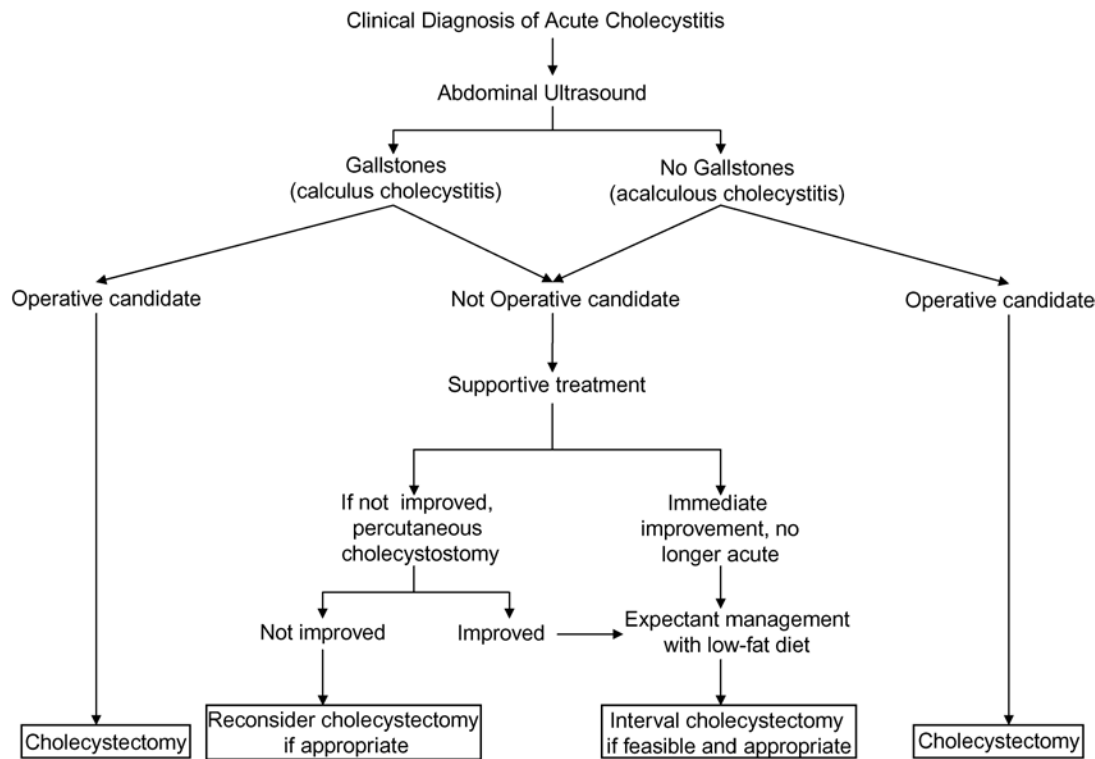 Clinical Diagnosis of Acute Cholecystitis
Abdominal Ultrasound
Gallstones
(calculus cholecystitis)
No Gallstones
(acalculous cholecystitis)
Operative candidate
Not Operative candidate
Operative candidate
Supportive treatment
If not improved,
percutaneous
cholecystostomy
Immediate
improvement, no
longer acute
Not improved
Improved
Expectant management
with low-fat diet
Cholecystectomy
Reconsider cholecystectomy
if appropriate
Interval cholecystectomy
if feasible and appropriate
Cholecystectomy